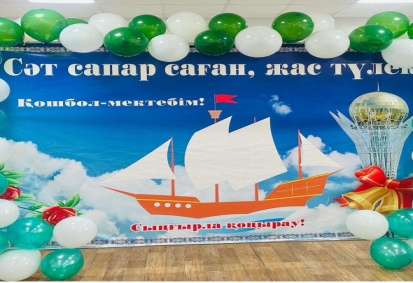 Сәт сапар саған, жас түлек
Қошбол-мектебім!
Сыңғырла қоңырау!